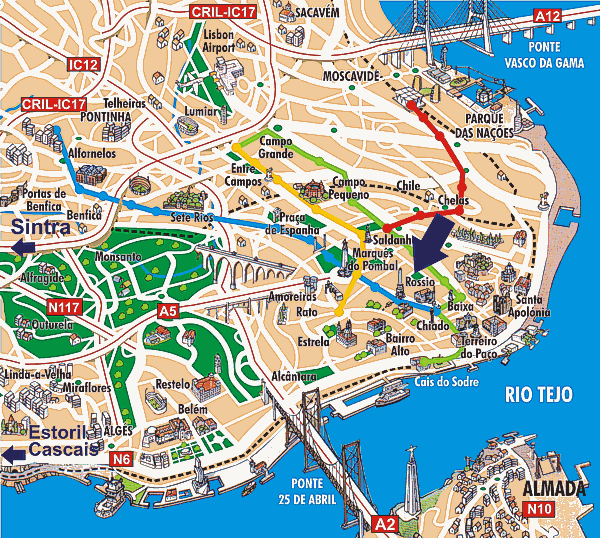 CRIL-IC17
SACAVÉM
A12
Lisbon
Airport
PONTE
VASCO DA GAMA
IC12
MOSCAVIDE
CRIL-IC17
Telheiras
PONTINHA
Lumiar
PARQUE
DAS NAÇÕES
Alfornelos
Campo
Grande
Entre
Campos
Campo
Pequeno
Chile
Chelas
Portas de
Benfica
Benfica
Sete Rios
Praça
de Espanha
Sintra
Saldanh
Marquês
do Pombal
Monsanto
Alfragide
Rossio
N117
A5
Amoreiras
Rato
Baixa
Santa
Apolónia
Outurela
Chiado
Estrela
Bairro
Alto
Terreiro
do Paço
Linda-a-Velha
Miraflores
Restelo
Alcântara
Cais do Sodre
RIO TEJO
Belém
Estoril
Cascais
ALGÉS
N6
PONTE
25 DE ABRIL
ALMADA
N10
A2